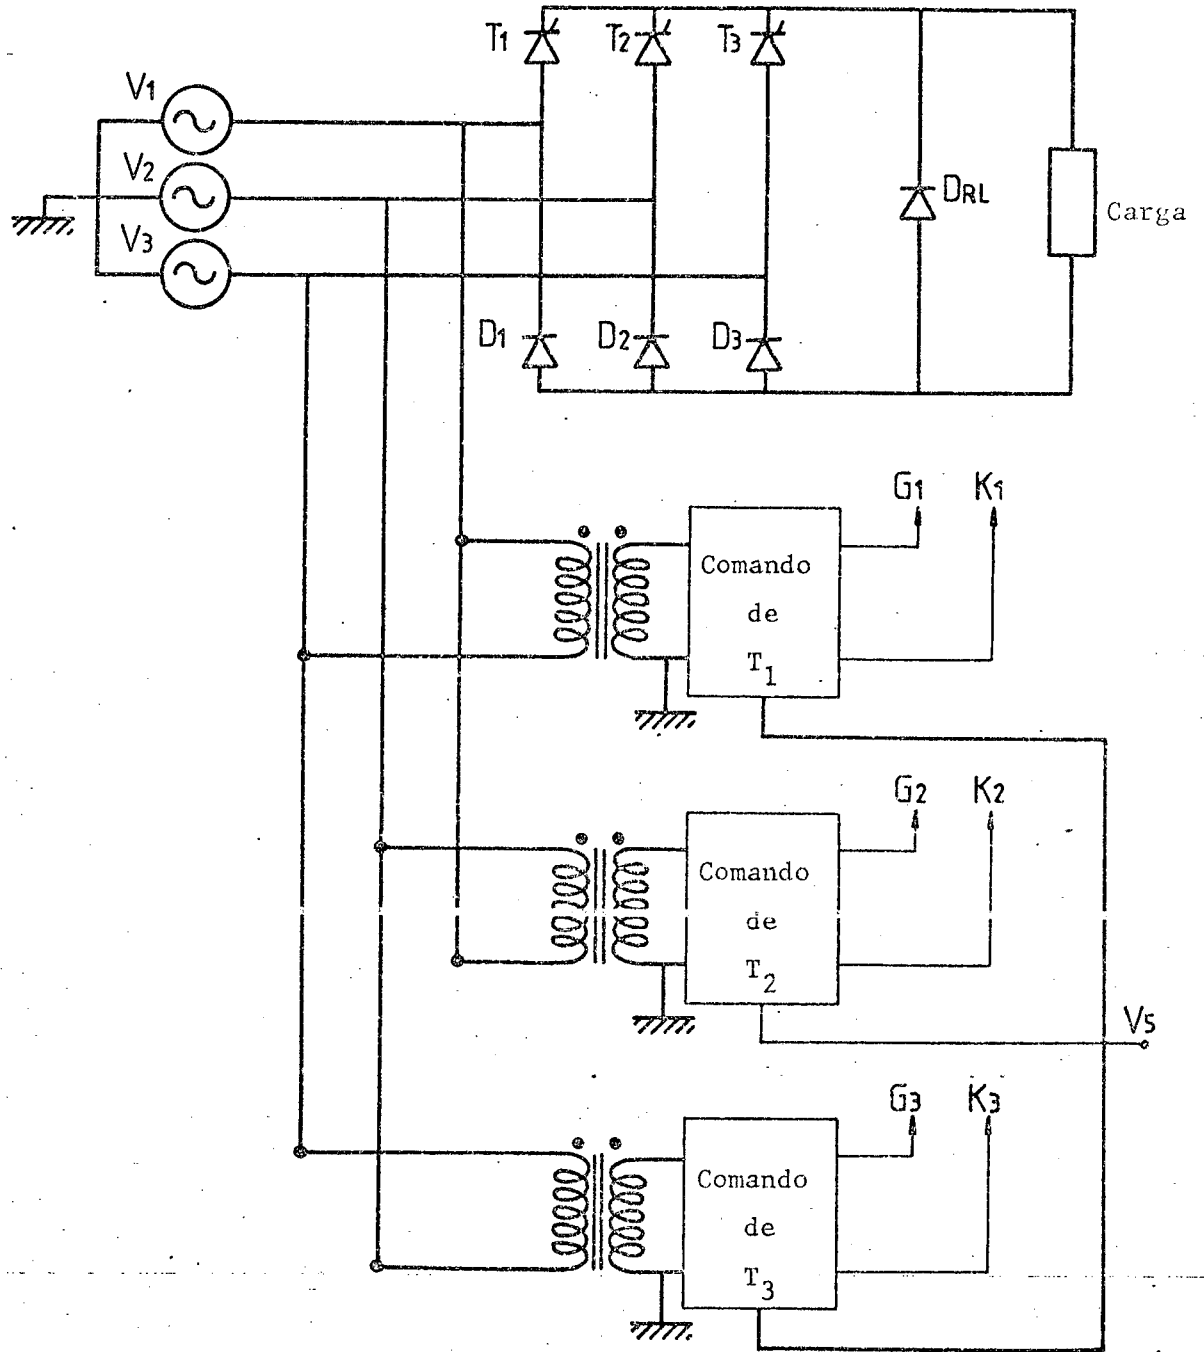 T1 T2 T3
V1
V2
V3
DRL
Carga
D1 D2 D3
G1 K1
Comando
de
T1
G2 K2
Comando
de
T2
VS
G3 K3
Comando
de
T3